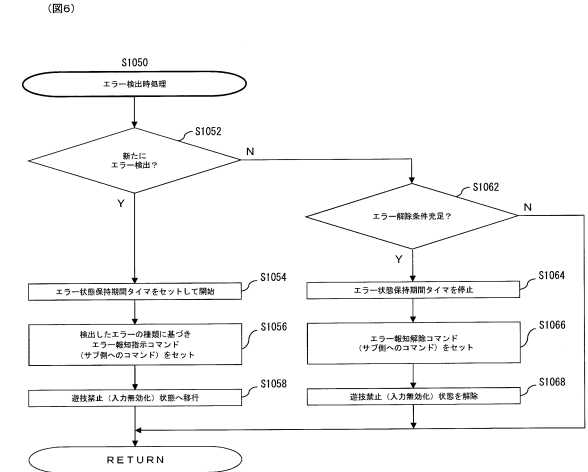 （図６）
S1050
エラー検出時処理
S1052
新たに
エラー検出？
N
Y
S1062
エラー解除条件充足？
N
Y
S1054
エラー状態保持期間タイマをセットして開始
S1056
検出したエラーの種類に基づき
エラー報知指示コマンド
（サブ側へのコマンド）をセット
S1058
遊技禁止（入力無効化）状態へ移行
S1064
エラー状態保持期間タイマを停止
S1066
エラー報知解除コマンド
（サブ側へのコマンド）をセット
S1068
遊技禁止（入力無効化）状態を解除
RETURN